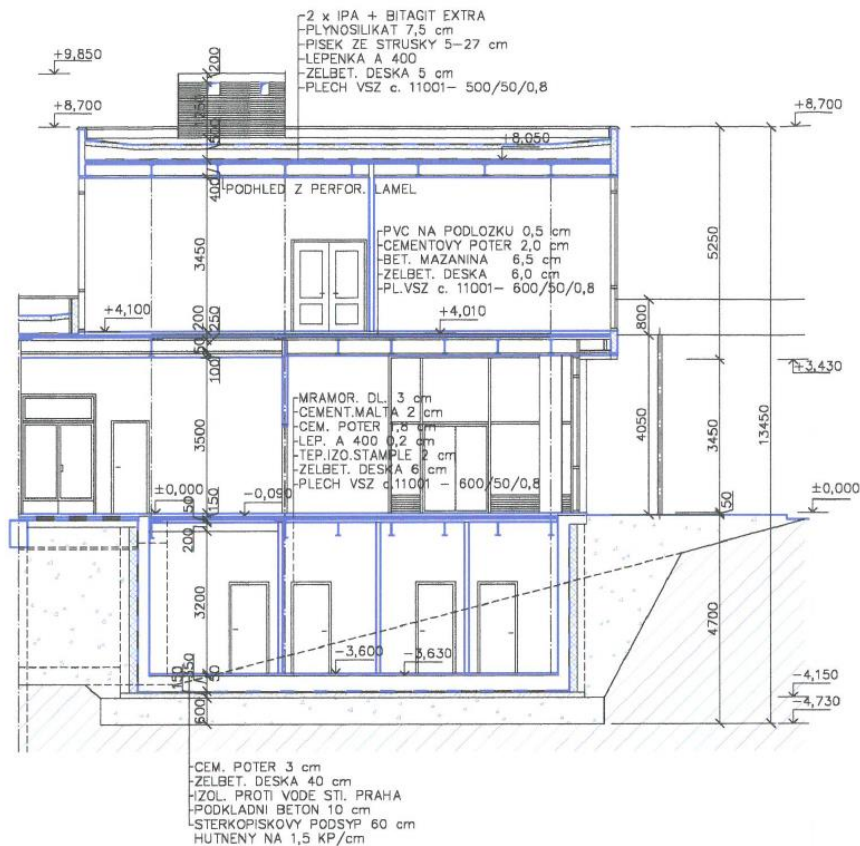 2 x IPA + BITAGIT EXTRA
PLYNOSILIKAT 7,5 cm
PISEK ZE STRUSKY 5-27 cm
LEPENKA A 400
ZELBET. DESKA 5 cm
PLECH VSZ c. 11001- 500/50/0,8
+9,850
200
+8,700
+8,700
1250
500
+8,050
400
PODHLED Z PERFOR. LAMEL
3450
PVC NA PODLOZKU 0,5 cm
CEMENTOVY POTER 2,0 cm
BET. MAZANINA 6,5 cm
ZELBET. DESKA 6,0 cm
PL.VSZ c. 11001- 600/50/0,8
5250
+4,100
200
250
+4,010
800
50
100
+3,430
MRAMOR. DL. 3 cm
CEMENT.MALTA 2 cm
CEM. POTER 1,8 cm
LEP. A 400 0,2 cm
TEP.IZO.STAMPLE 2 cm
ZELBET. DESKA 6 cm
PLECH VSZ c.11001 - 600/50/0,8
3500
4050
3450
13450
±0,000
-0,090
50
150
150
±0,000
200
3200
4700
-3,600
-3,630
150
350
50
600
-4,150
-4,730
CEM. POTER 3 cm
ZELBET. DESKA 40 cm
IZOL. PROTI VODE STI. PRAHA
PODKLADNI BETON 10 cm
STERKOPISKOVY PODSYP 60 cm
HUTNENY NA 1,5 KP/cm